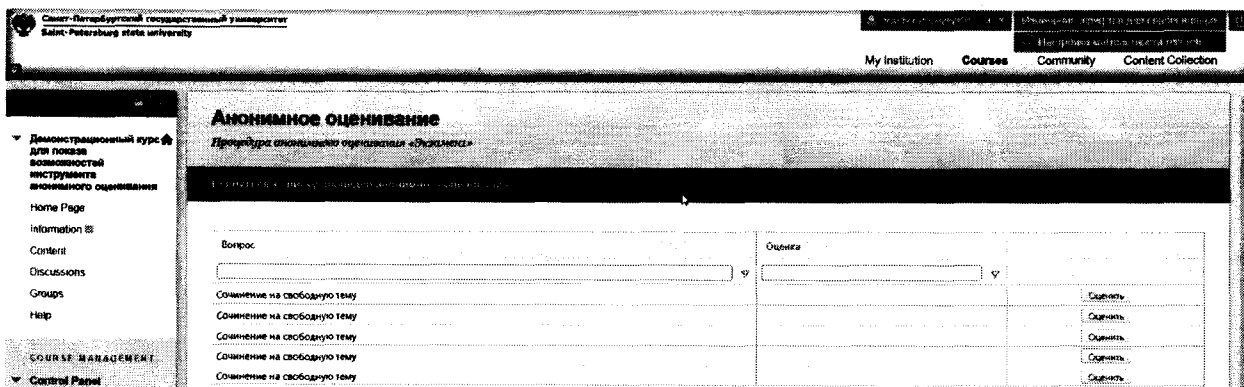 Санкт-Петербургский государственный университет
Saint-Petersburg state university
My Institution Courses Community Content Collection
Анонимное оценивание
Процедура анонимного оценивания «Экзамен»
Демонстрационный курс
для показа
возможностей
инструмента
анонимного оценивания
Home Page
Information
Content
Discussions
Groups
Help
COURSE MANAGEMENT
Control Panel
Вопрос Оценка
Сочинение на свободную тему Оценить
Сочинение на свободную тему Оценить
Сочинение на свободную тему Оценить
Сочинение на свободную тему Оценить
Сочинение на свободную тему Оценить